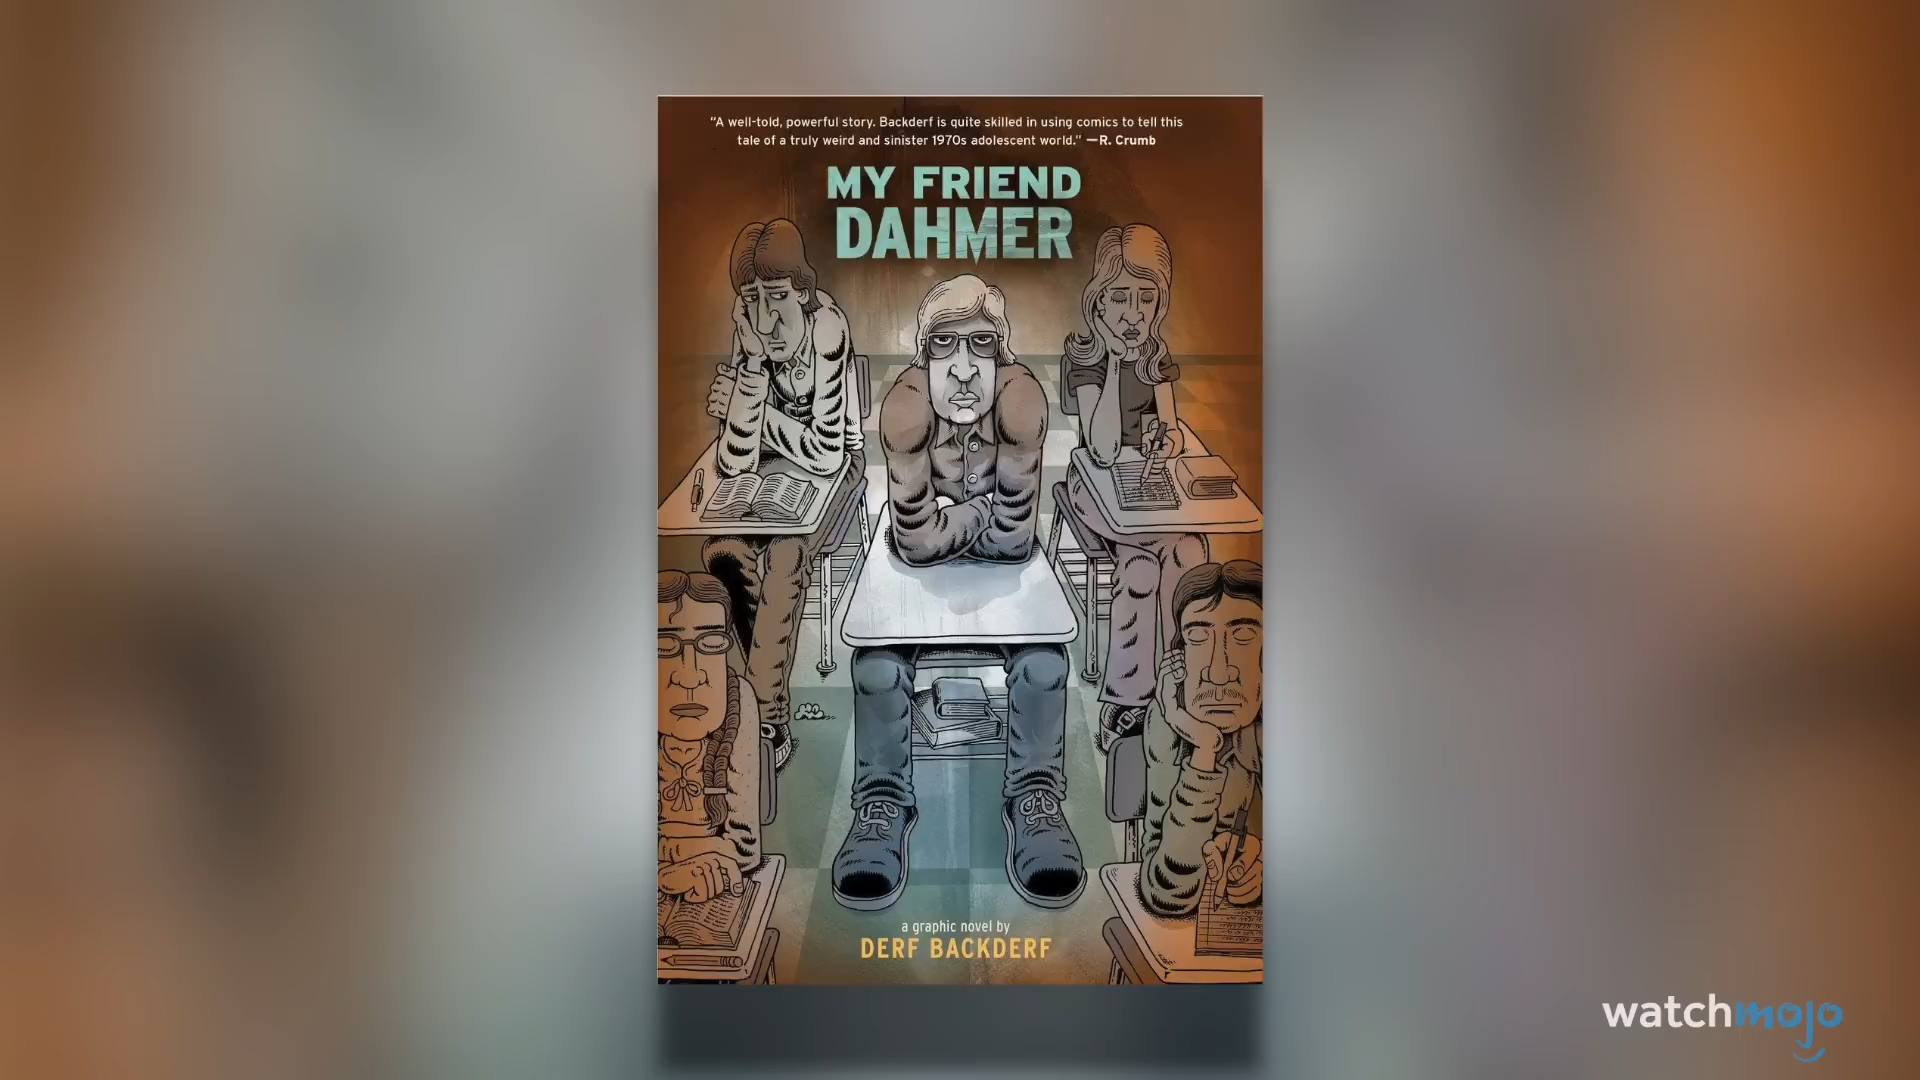 “A well-told, powerful story. Backderf is quite skilled in using comics to tell this
tale of a truly weird and sinister 1970s adolescent world.” —R. Crumb
MY FRIEND
DAHMER
a graphic novel by
DERF BACKDERF
watchmojo